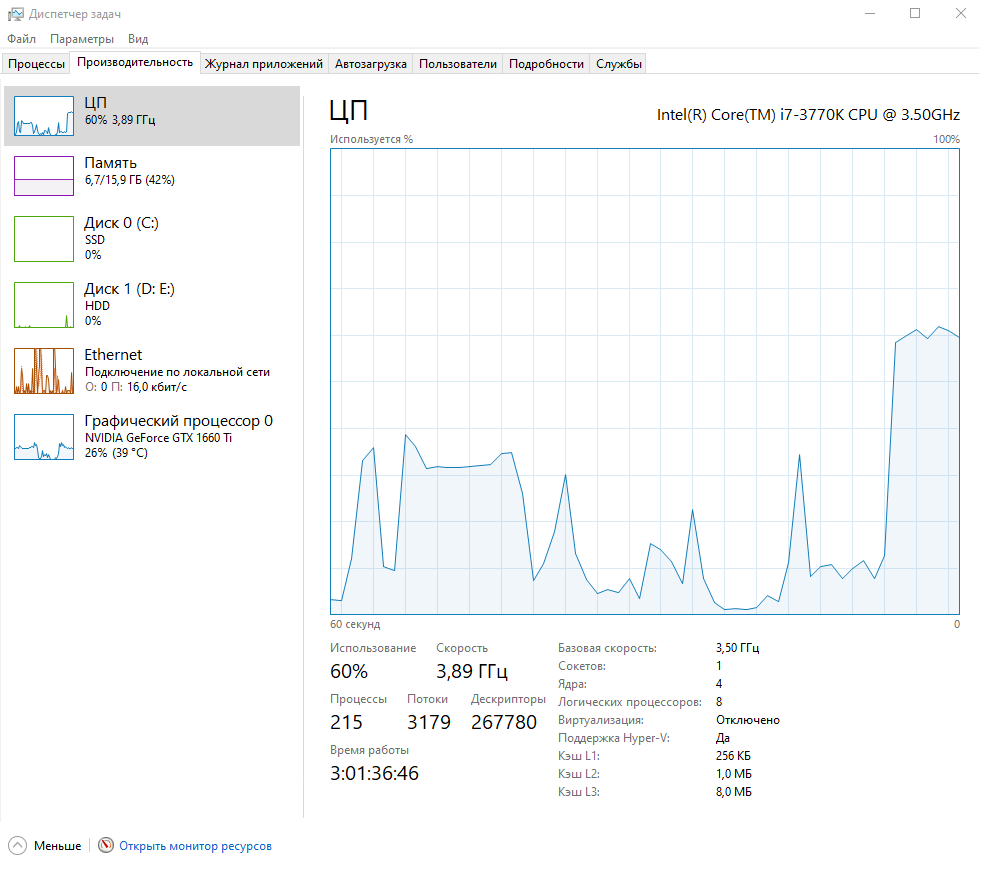 Диспетчер задач
Файл Параметры Вид
Процессы Производительность Журнал приложений Автозагрузка Пользователи Подробности Службы
ЦП
60% 3,89 ГГц
Память
6,7/15,9 ГБ (42%)
Диск 0 (C:)
SSD
0%
Диск 1 (D: E:)
HDD
0%
Ethernet
Подключение по локальной сети
О: 0 П: 16,0 кбит/с
Графический процессор 0
NVIDIA GeForce GTX 1660 Ti
26% (39 °C)
ЦП Intel(R) Core(TM) i7-3770K CPU @ 3.50GHz
Используется % 100%
60 секунд 0
Использование Скорость
60% 3,89 ГГц
Процессы Потоки Дескрипторы
215 3179 267780
Время работы
3:01:36:46
Базовая скорость: 3,50 ГГц
Сокетов: 1
Ядра: 4
Логических процессоров: 8
Виртуализация: Отключено
Поддержка Hyper-V: Да
Кэш L1: 256 КБ
Кэш L2: 1,0 МБ
Кэш L3: 8,0 МБ
Меньше Открыть монитор ресурсов